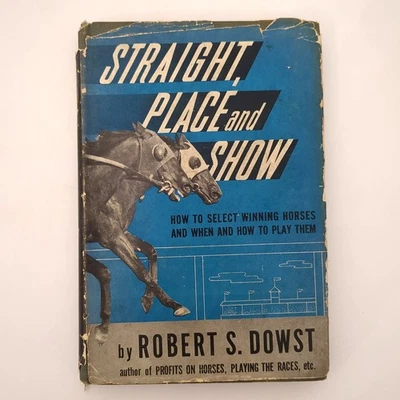 STRAIGHT,
PLACE and
SHOW
HOW TO SELECT WINNING HORSES
AND WHEN AND HOW TO PLAY THEM
by ROBERT S. DOWST
author of PROFITS ON HORSES, PLAYING THE RACES, etc.